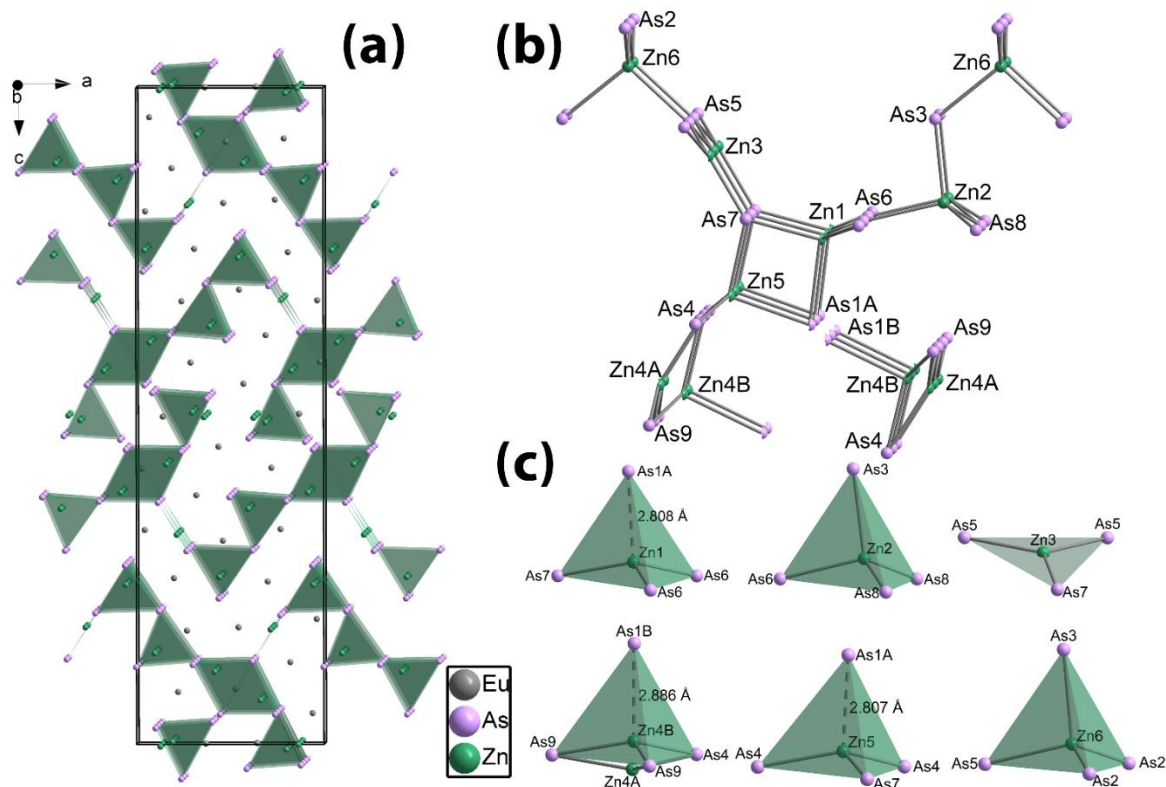 (a)
b
a
c
Eu
As
Zn
(b)
As2
Zn6
Zn6
As5
As3
Zn3
Zn1
As6
Zn2
As7
As8
Zn5
As4
As1A
As1B
As9
Zn4A
Zn4B
Zn4B
Zn4A
As9
As4
(c)
As1A
2.808 Å
Zn1
As7
As6
As6
As3
Zn2
As6
As8
As8
As5
Zn3
As5
As7
As1B
2.886 Å
Zn4B
As9
As4
Zn4A
As9
As1A
2.807 Å
Zn5
As4
As4
As7
As3
Zn6
As5
As2
As2